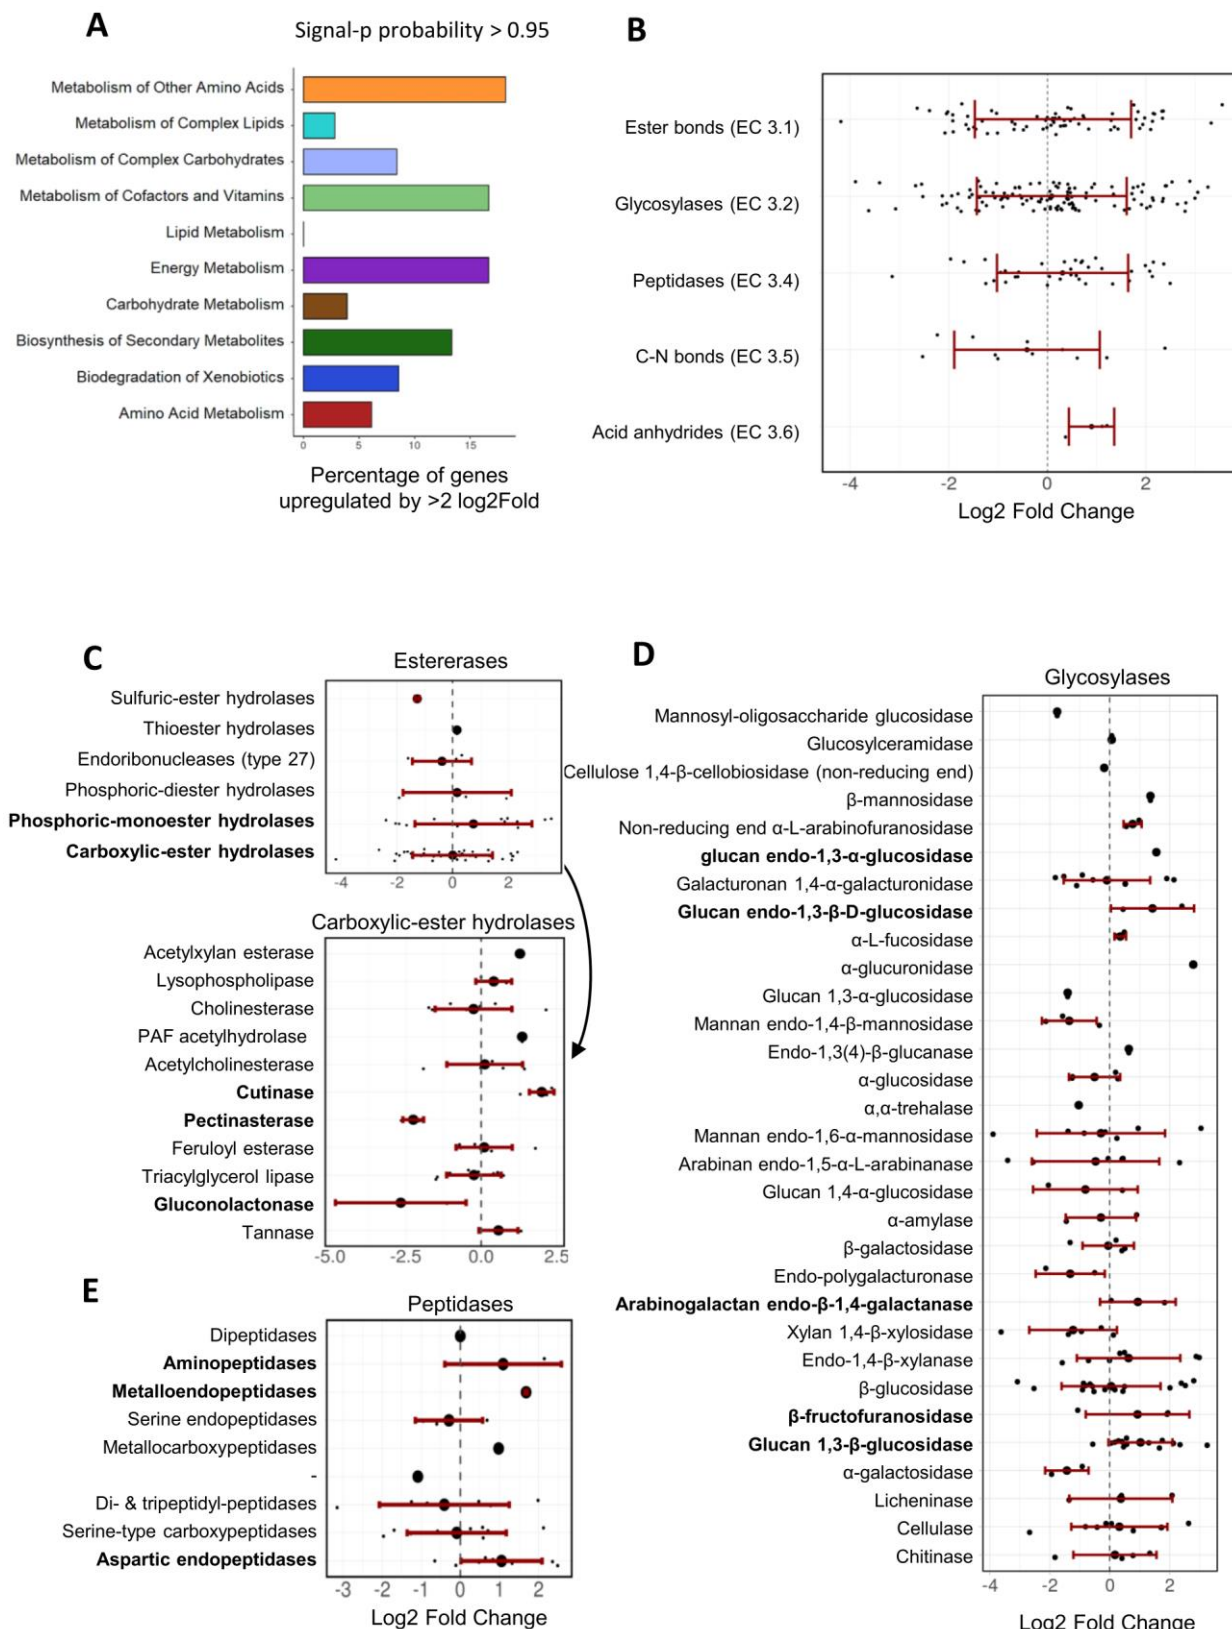 A
Signal-p probability > 0.95
Metabolism of Other Amino Acids
Metabolism of Complex Lipids
Metabolism of Complex Carbohydrates
Metabolism of Cofactors and Vitamins
Lipid Metabolism
Energy Metabolism
Carbohydrate Metabolism
Biosynthesis of Secondary Metabolites
Biodegradation of Xenobiotics
Amino Acid Metabolism
0 5 10 15
Percentage of genes
upregulated by >2 log2Fold
B
Ester bonds (EC 3.1)
Glycosylases (EC 3.2)
Peptidases (EC 3.4)
C-N bonds (EC 3.5)
Acid anhydrides (EC 3.6)
-4 -2 0 2
Log2 Fold Change
C
Estererases
Sulfuric-ester hydrolases
Thioester hydrolases
Endoribonucleases (type 27)
Phosphoric-diester hydrolases
Phosphoric-monoester hydrolases
Carboxylic-ester hydrolases
-4 -2 0 2
Carboxylic-ester hydrolases
Acetylxylan esterase
Lysophospholipase
Cholinesterase
PAF acetylhydrolase
Acetylcholinesterase
Cutinase
Pectinasterase
Feruloyl esterase
Triacylglycerol lipase
Gluconolactonase
Tannase
-5.0 -2.5 0.0 2.5
D
Glycosylases
Mannosyl-oligosaccharide glucosidase
Glucosylceramidase
Cellulose 1,4-β-cellobiosidase (non-reducing end)
β-mannosidase
Non-reducing end α-L-arabinofuranosidase
glucan endo-1,3-α-glucosidase
Galacturonan 1,4-α-galacturonidase
Glucan endo-1,3-β-D-glucosidase
α-L-fucosidase
α-glucuronidase
Glucan 1,3-α-glucosidase
Mannan endo-1,4-β-mannosidase
Endo-1,3(4)-β-glucanase
α-glucosidase
α,α-trehalase
Mannan endo-1,6-α-mannosidase
Arabinan endo-1,5-α-L-arabinanase
Glucan 1,4-α-glucosidase
α-amylase
β-galactosidase
Endo-polygalacturonase
Arabinogalactan endo-β-1,4-galactanase
Xylan 1,4-β-xylosidase
Endo-1,4-β-xylanase
β-glucosidase
β-fructofuranosidase
Glucan 1,3-β-glucosidase
α-galactosidase
Licheninase
Cellulase
Chitinase
-4 -2 0 2
Log2 Fold Change
E
Peptidases
Dipeptidases
Aminopeptidases
Metalloendopeptidases
Serine endopeptidases
Metallocarboxypeptidases
-
Di- & tripeptidyl-peptidases
Serine-type carboxypeptidases
Aspartic endopeptidases
-3 -2 -1 0 1 2
Log2 Fold Change